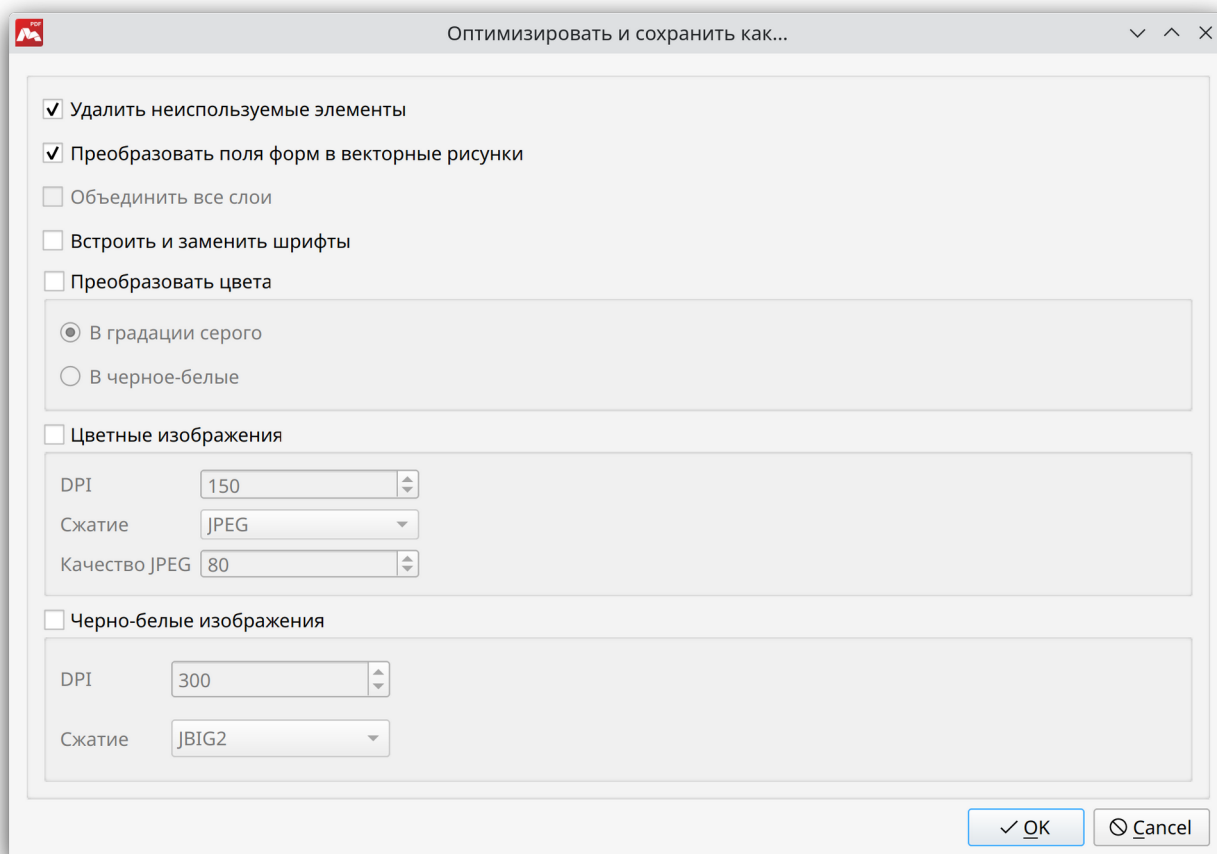 PDF
Оптимизировать и сохранить как...
Удалить неиспользуемые элементы
Преобразовать поля форм в векторные рисунки
Объединить все слои
Встроить и заменить шрифты
Преобразовать цвета
В градации серого
В черное-белые
Цветные изображения
DPI 150
Сжатие JPEG
Качество JPEG 80
Черно-белые изображения
DPI 300
Сжатие JBIG2
OK Cancel